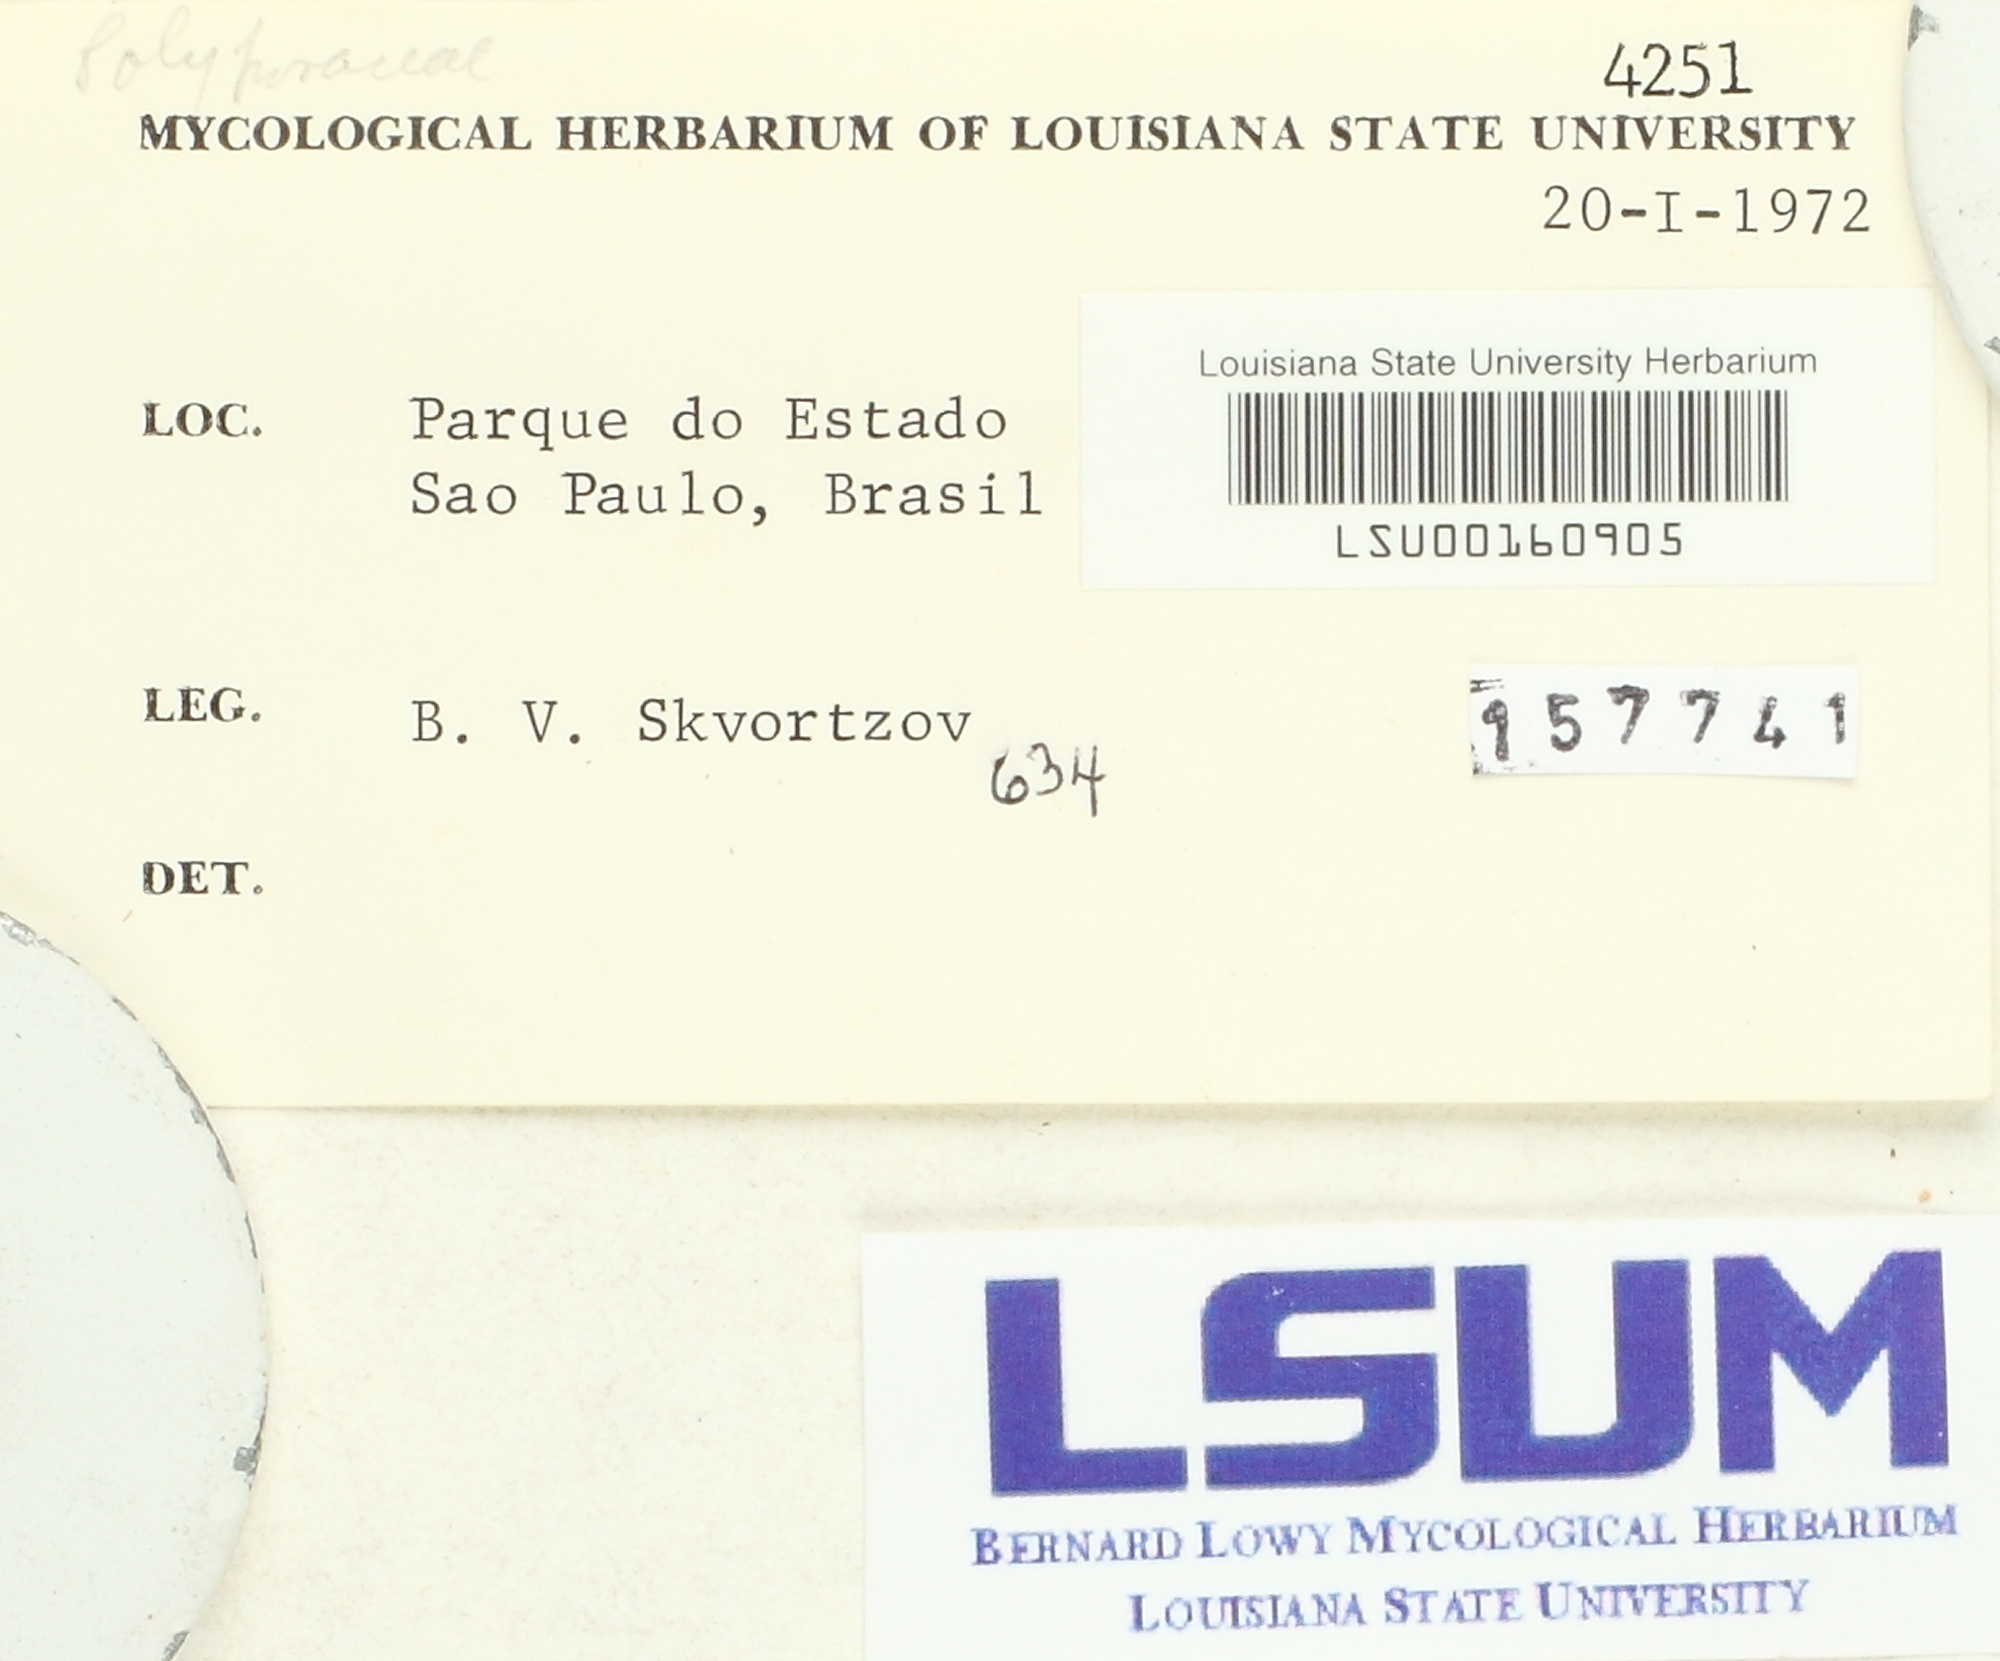 Polyporaceae
4251
MYCOLOGICAL HERBARIUM OF LOUISIANA STATE UNIVERSITY
20-I-1972
Louisiana State University Herbarium
LSU00160905
LOC. Parque do Estado
Sao Paulo, Brasil
LEG. B. V. Skvortzov
634
157741
DET.
LSUM
BERNARD LOWY MYCOLOGICAL HERBARIUM
LOUISIANA STATE UNIVERSITY